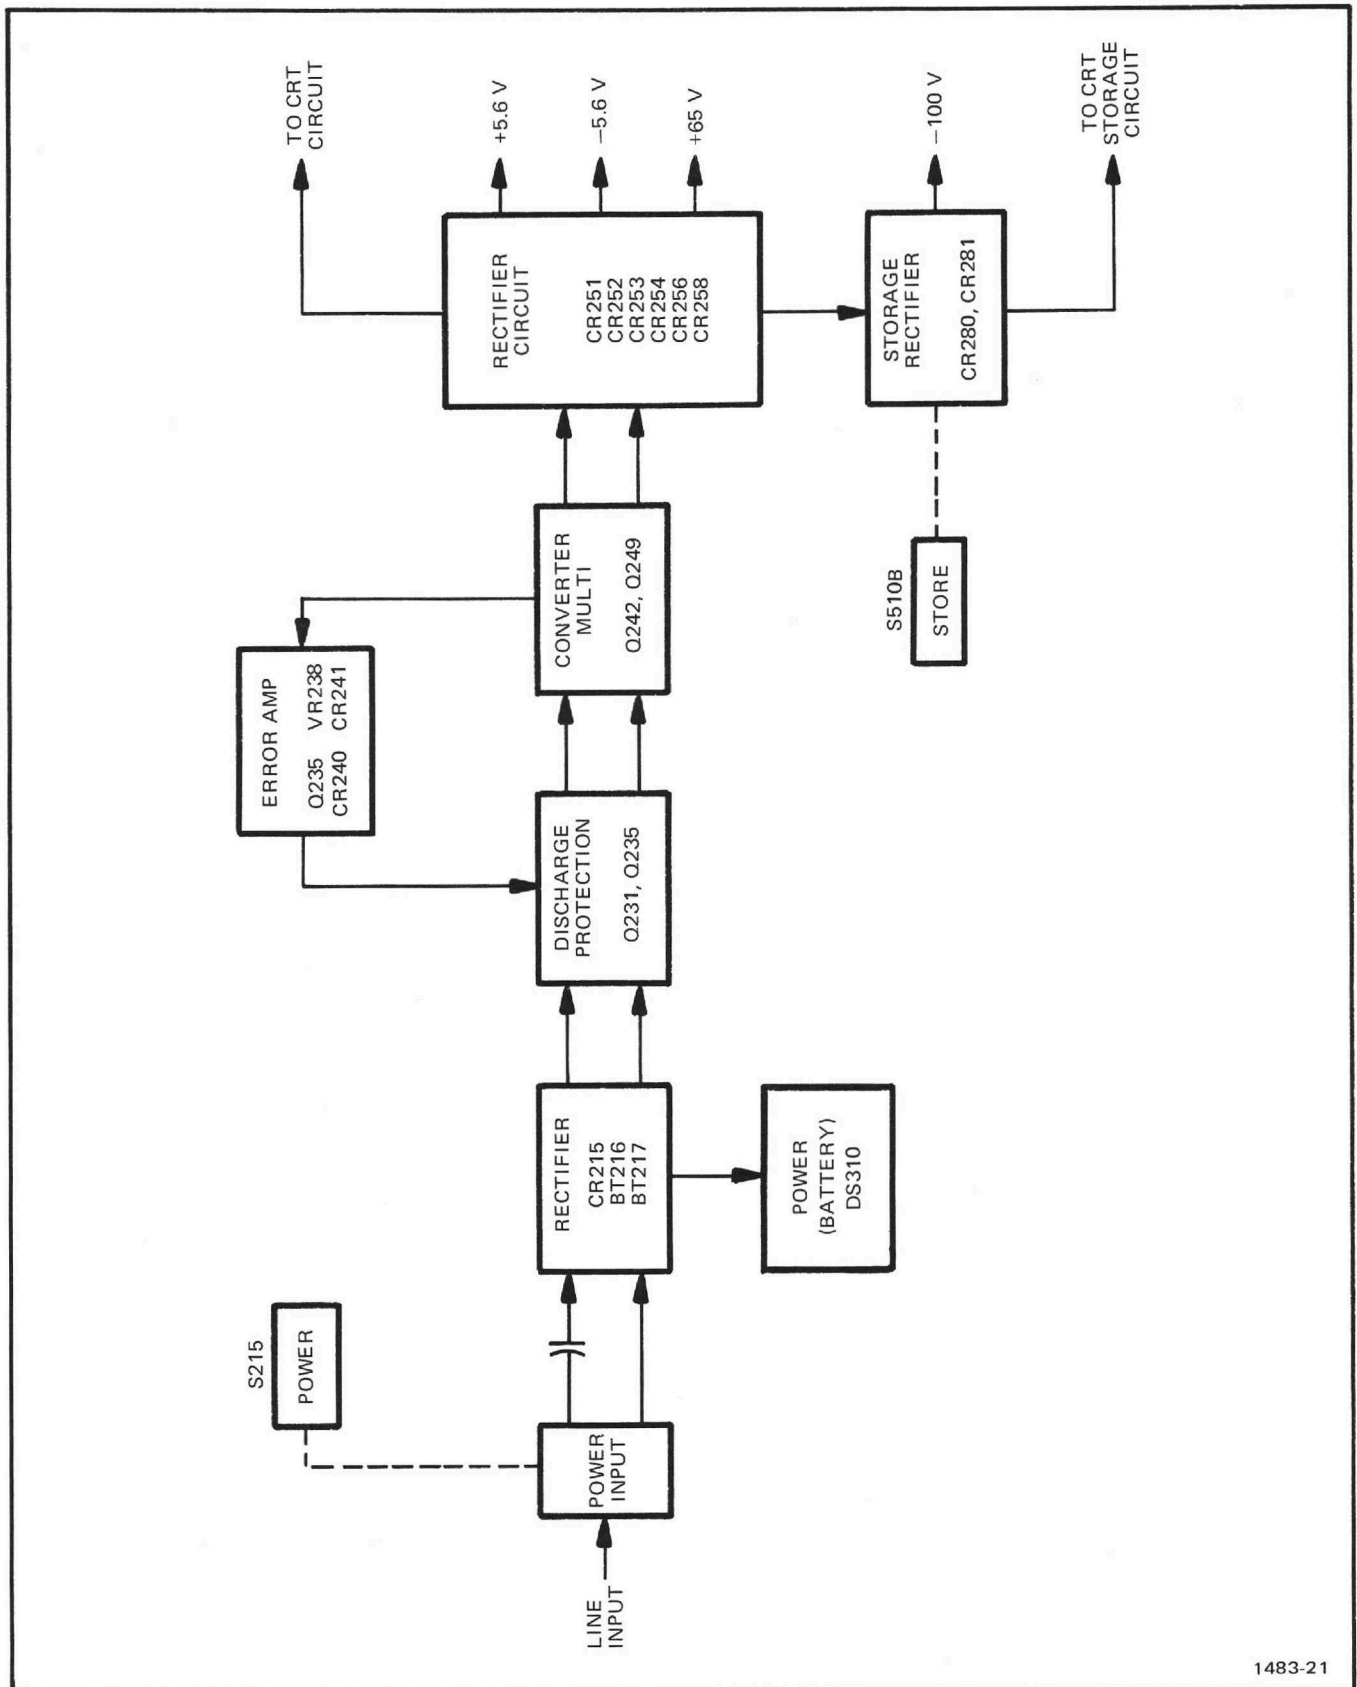 LINE
INPUT
POWER
INPUT
S215
POWER
RECTIFIER
CR215
BT216
BT217
POWER
(BATTERY)
DS310
DISCHARGE
PROTECTION
Q231, Q235
ERROR AMP
Q235 VR238
CR240 CR241
CONVERTER
MULTI
Q242, Q249
S510B
STORE
RECTIFIER
CIRCUIT
CR251
CR252
CR253
CR254
CR256
CR258
STORAGE
RECTIFIER
CR280, CR281
TO CRT
CIRCUIT
+5.6 V
−5.6 V
+65 V
−100 V
TO CRT
STORAGE
CIRCUIT
1483-21